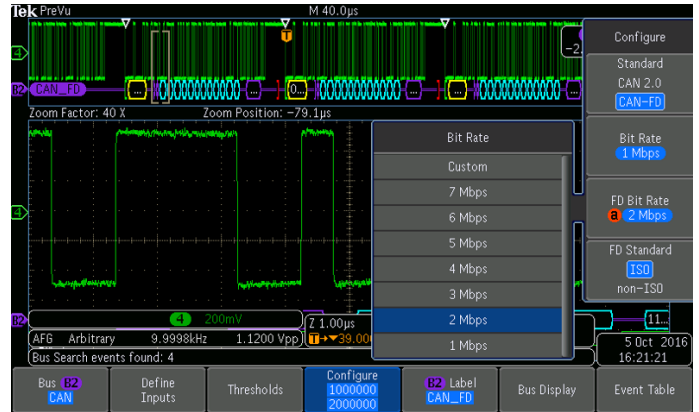 Tek PreVu M 40.0µs
T
4
-2.
B2 CAN_FD ... 0... ... ... ... ...
Zoom Factor: 40 X Zoom Position: -79.1µs
4
B2
4 200mV
Z 1.00µs
11...
AFG Arbitrary 9.9998kHz 1.1200 Vpp
T→▼39.00
Bus Search events found: 4
5 Oct 2016
16:21:21
Bit Rate
Custom
7 Mbps
6 Mbps
5 Mbps
4 Mbps
3 Mbps
2 Mbps
1 Mbps
Configure
Standard
CAN 2.0
CAN-FD
Bit Rate
1 Mbps
FD Bit Rate
a 2 Mbps
FD Standard
ISO
non-ISO
Bus B2
CAN
Define
Inputs
Thresholds
Configure
1000000
2000000
B2 Label
CAN_FD
Bus Display
Event Table